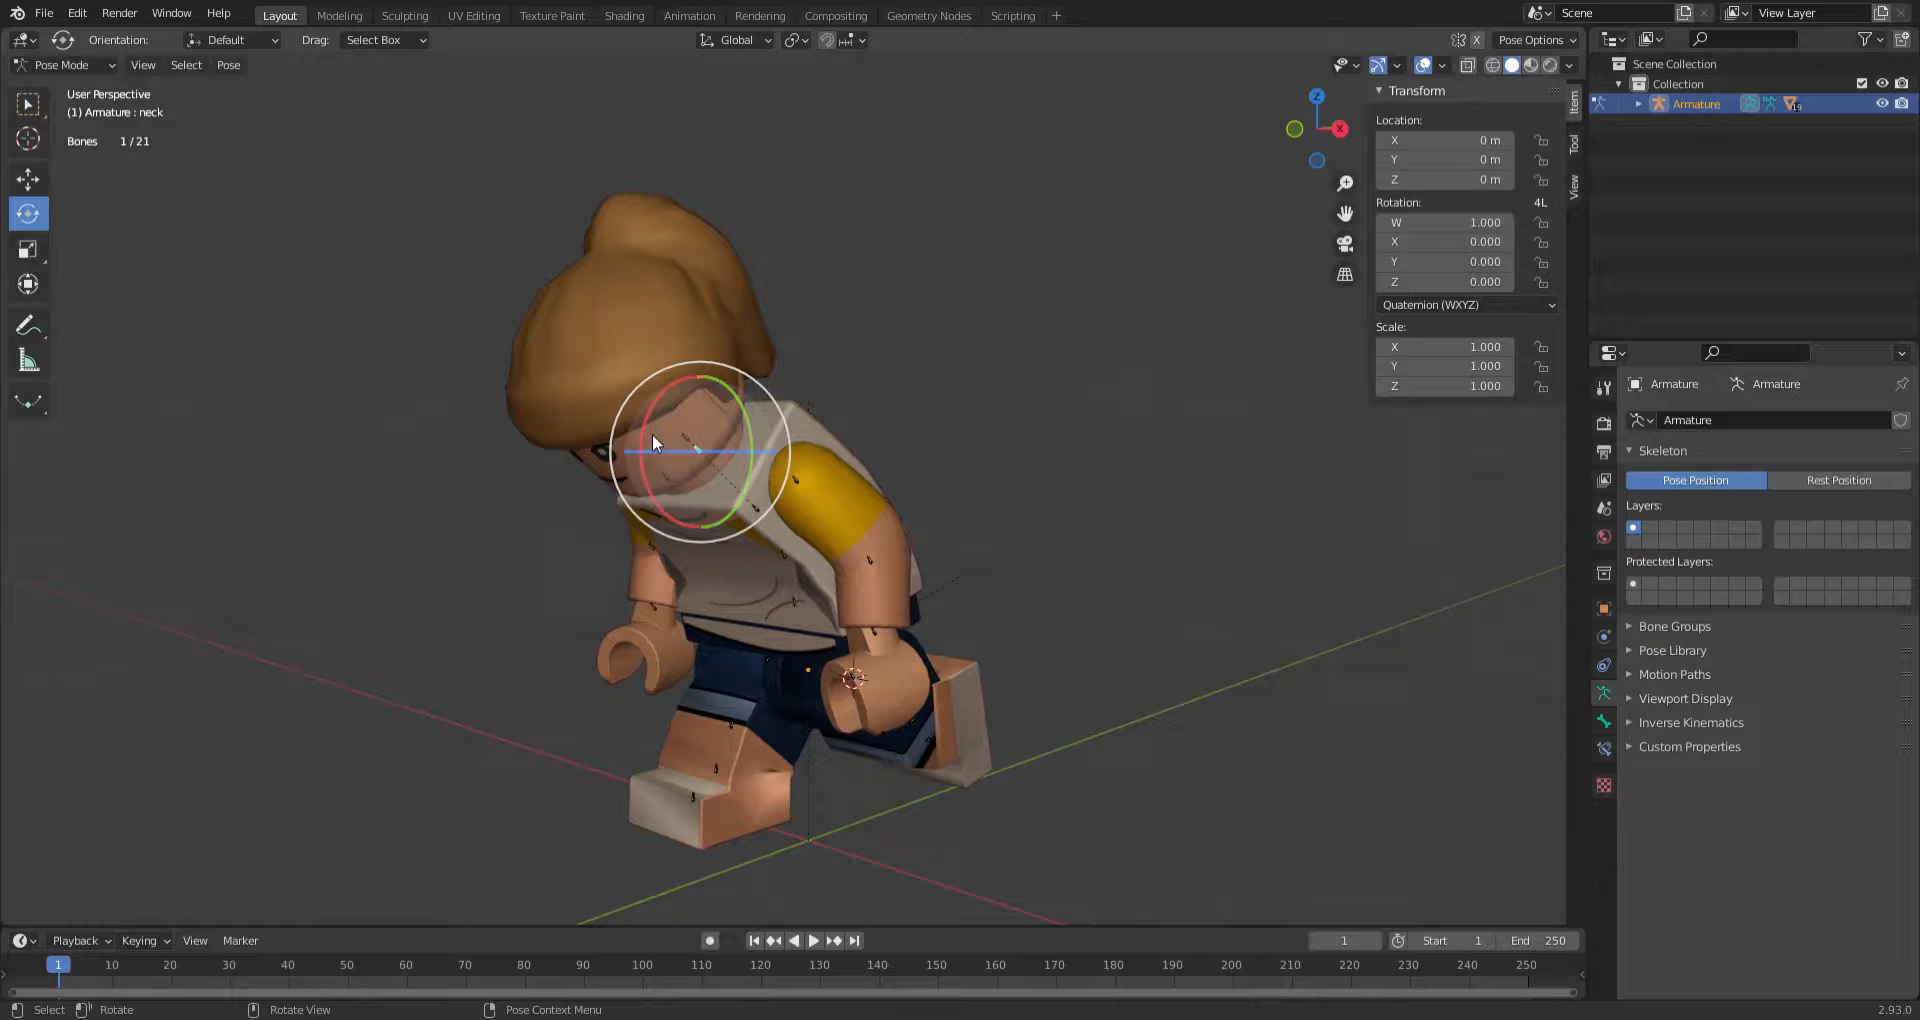 File Edit Render Window Help Layout Modeling Sculpting UV Editing Texture Paint Shading Animation Rendering Compositing Geometry Nodes Scripting + Scene View Layer
Orientation: Default Drag: Select Box Global X Pose Options
Pose Mode View Select Pose
User Perspective
(1) Armature : neck
Bones 1 / 21
Z
X
Transform
Location:
X 0 m
Y 0 m
Z 0 m
Rotation: 4L
W 1.000
X 0.000
Y 0.000
Z 0.000
Quaternion (WXYZ)
Scale:
X 1.000
Y 1.000
Z 1.000
Item
Tool
View
Scene Collection
Collection
Armature 19
Armature Armature
Armature
Skeleton
Pose Position Rest Position
Layers:
Protected Layers:
Bone Groups
Pose Library
Motion Paths
Viewport Display
Inverse Kinematics
Custom Properties
Playback Keying View Marker 1 Start 1 End 250
1 10 20 30 40 50 60 70 80 90 100 110 120 130 140 150 160 170 180 190 200 210 220 230 240 250
Select Rotate Rotate View Pose Context Menu 2.93.0